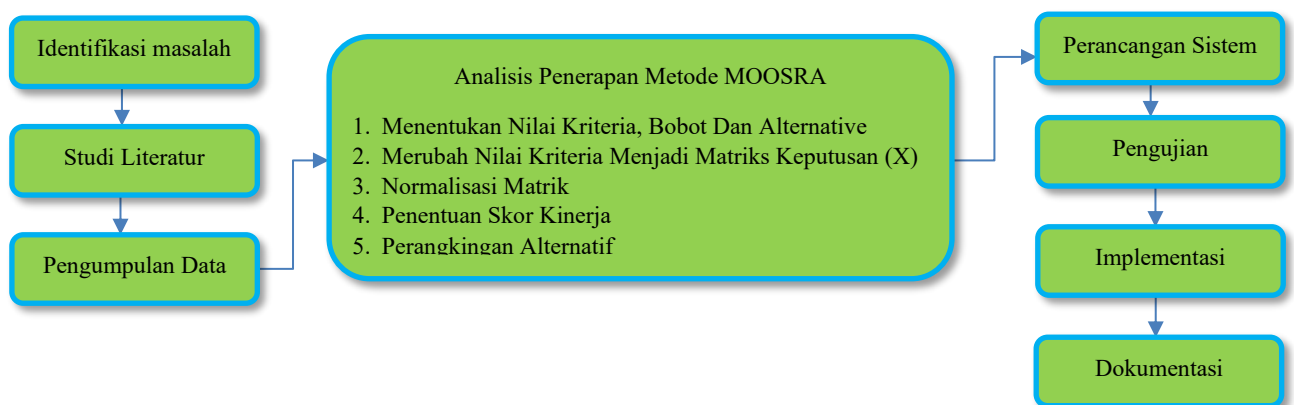 Identifikasi masalah
Studi Literatur
Pengumpulan Data
Analisis Penerapan Metode MOOSRA
1. Menentukan Nilai Kriteria, Bobot Dan Alternative
2. Merubah Nilai Kriteria Menjadi Matriks Keputusan (X)
3. Normalisasi Matrik
4. Penentuan Skor Kinerja
5. Perangkingan Alternatif
Perancangan Sistem
Pengujian
Implementasi
Dokumentasi